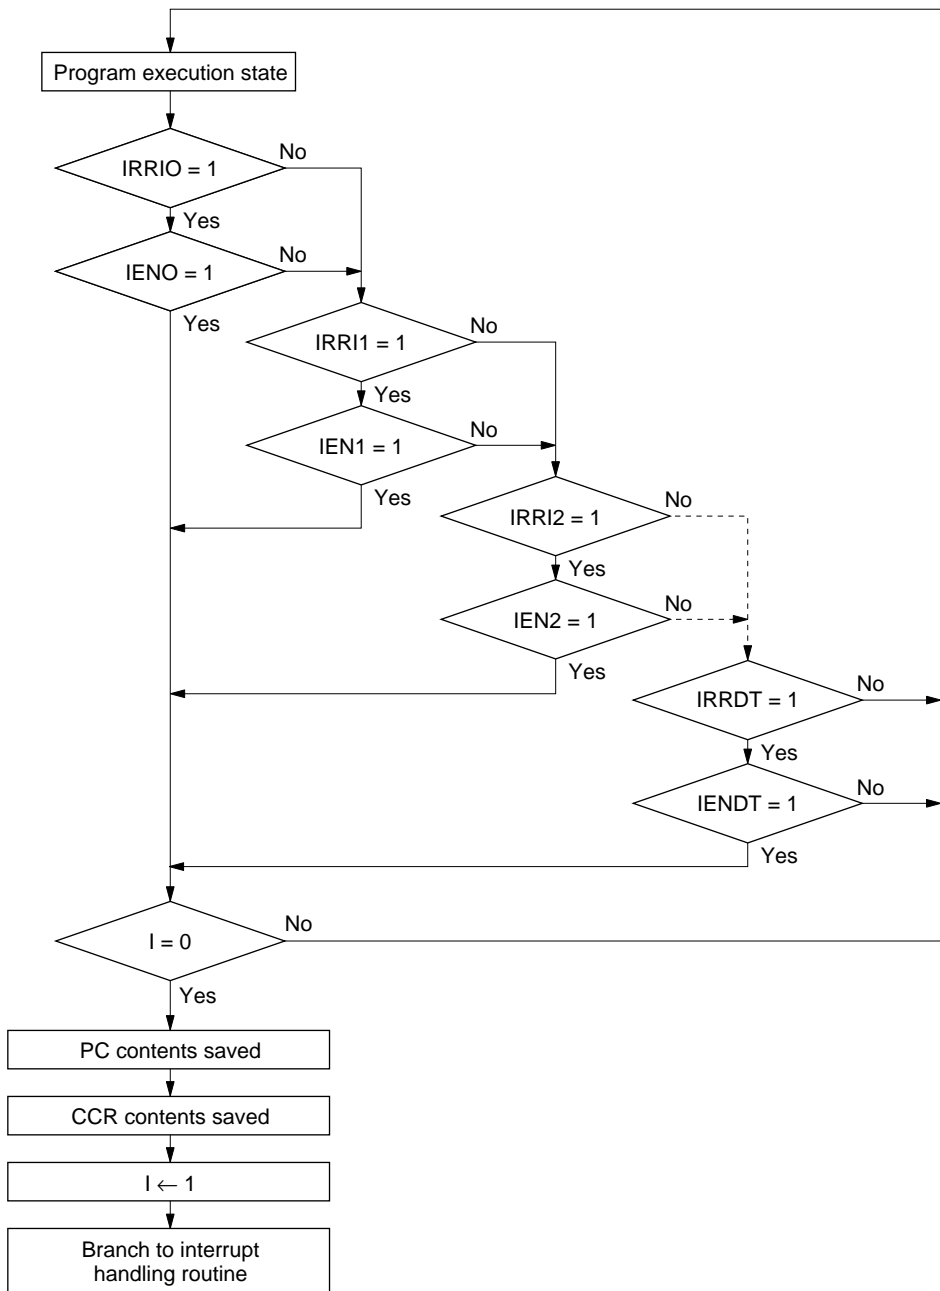 Program execution state
IRRIO = 1
No
Yes
IENO = 1
No
Yes
IRRI1 = 1
No
Yes
IEN1 = 1
No
Yes
IRRI2 = 1
No
Yes
IEN2 = 1
No
Yes
IRRDT = 1
No
Yes
IENDT = 1
No
Yes
I = 0
No
Yes
PC contents saved
CCR contents saved
I ← 1
Branch to interrupt
handling routine